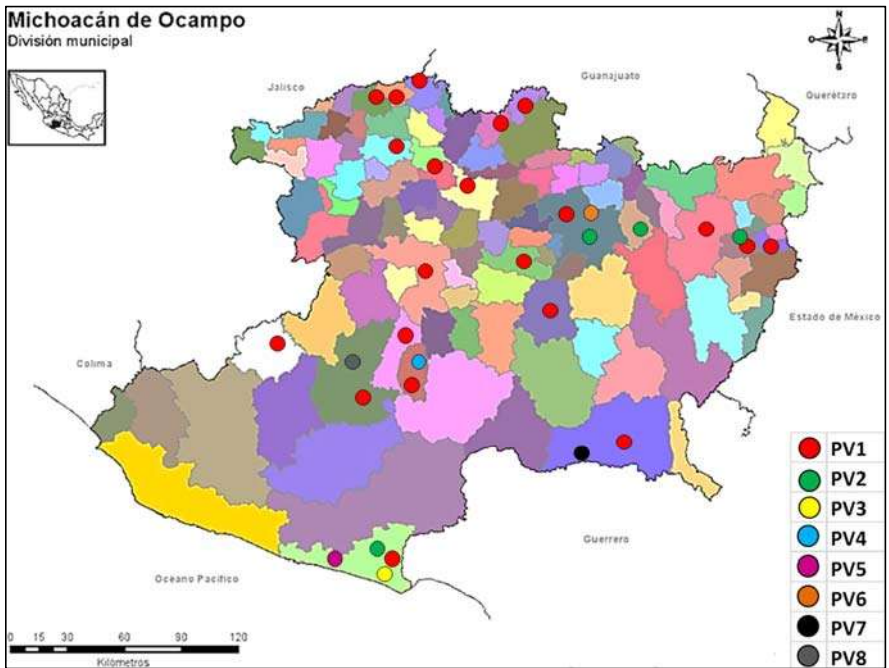 Michoacán de Ocampo
División municipal
N
O
E
S
Jalisco
Guanajuato
Querétaro
Estado de México
Colima
Guerrero
Oceano Pacífico
PV1
PV2
PV3
PV4
PV5
PV6
PV7
PV8
0 15 30 60 90 120
Kilómetros